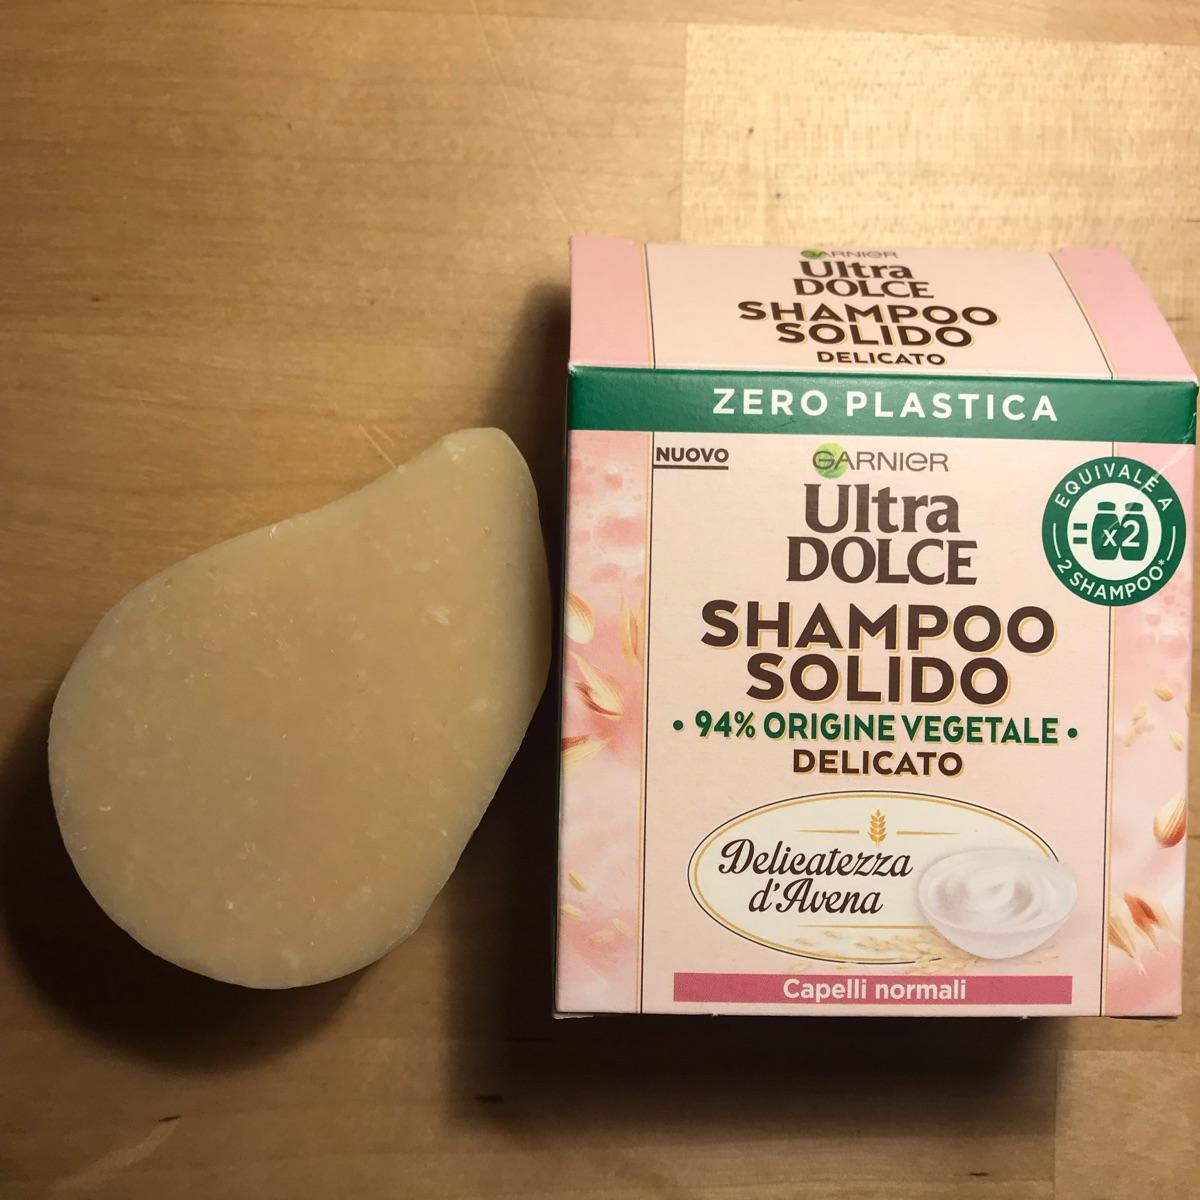 GARNIER
Ultra
DOLCE
SHAMPOO
SOLIDO
DELICATO
ZERO PLASTICA
NUOVO
GARNIER
Ultra
DOLCE
EQUIVALE A
= x2
2 SHAMPOO*
SHAMPOO
SOLIDO
• 94% ORIGINE VEGETALE •
DELICATO
Delicatezza
d'Avena
Capelli normali